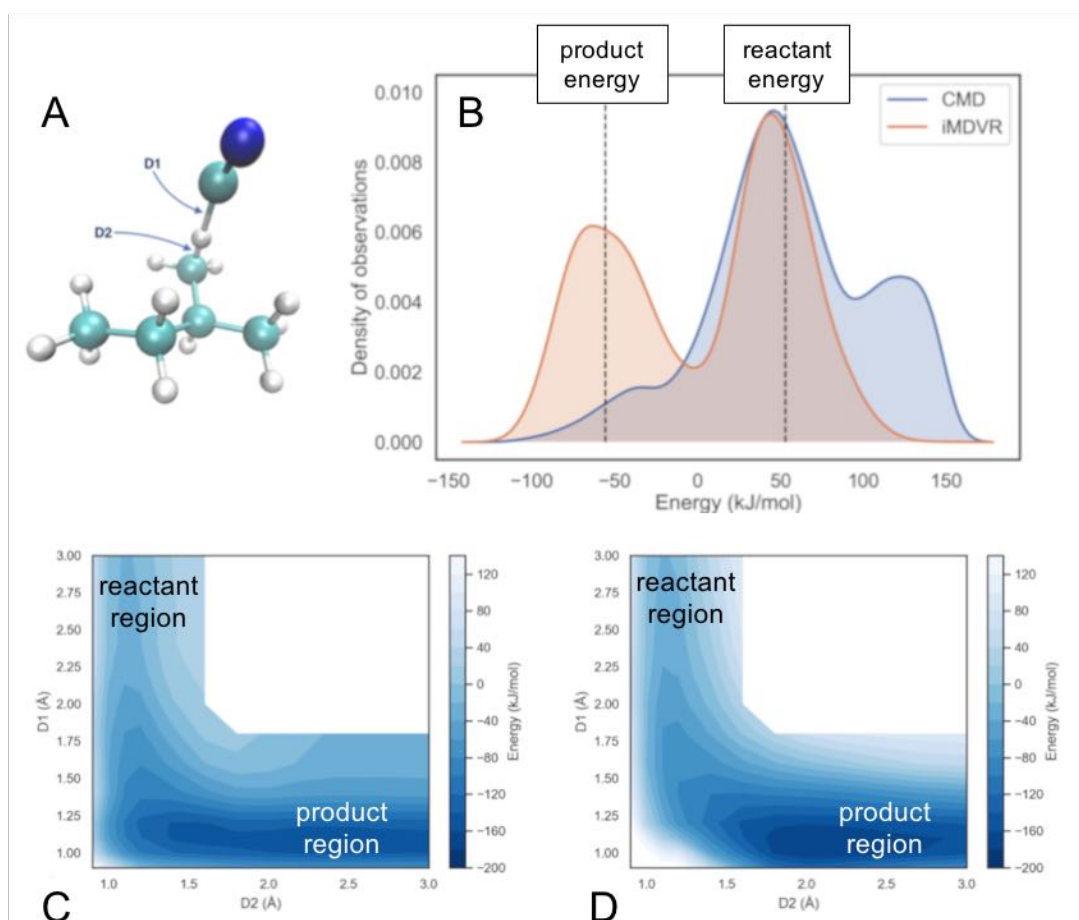 A
D1
D2
product
energy
reactant
energy
B
CMD
iMDVR
Density of observations
0.010
0.008
0.006
0.004
0.002
0.000
−150
−100
−50
0
50
100
150
Energy (kJ/mol)
reactant
region
product
region
D1 (Å)
3.00
2.75
2.50
2.25
2.00
1.75
1.50
1.25
1.00
1.0
1.5
2.0
2.5
3.0
D2 (Å)
C
120
80
40
0
−40
−80
−120
−160
−200
Energy (kJ/mol)
reactant
region
product
region
D1 (Å)
3.00
2.75
2.50
2.25
2.00
1.75
1.50
1.25
1.00
1.0
1.5
2.0
2.5
3.0
D2 (Å)
D
120
80
40
0
−40
−80
−120
−160
−200
Energy (kJ/mol)